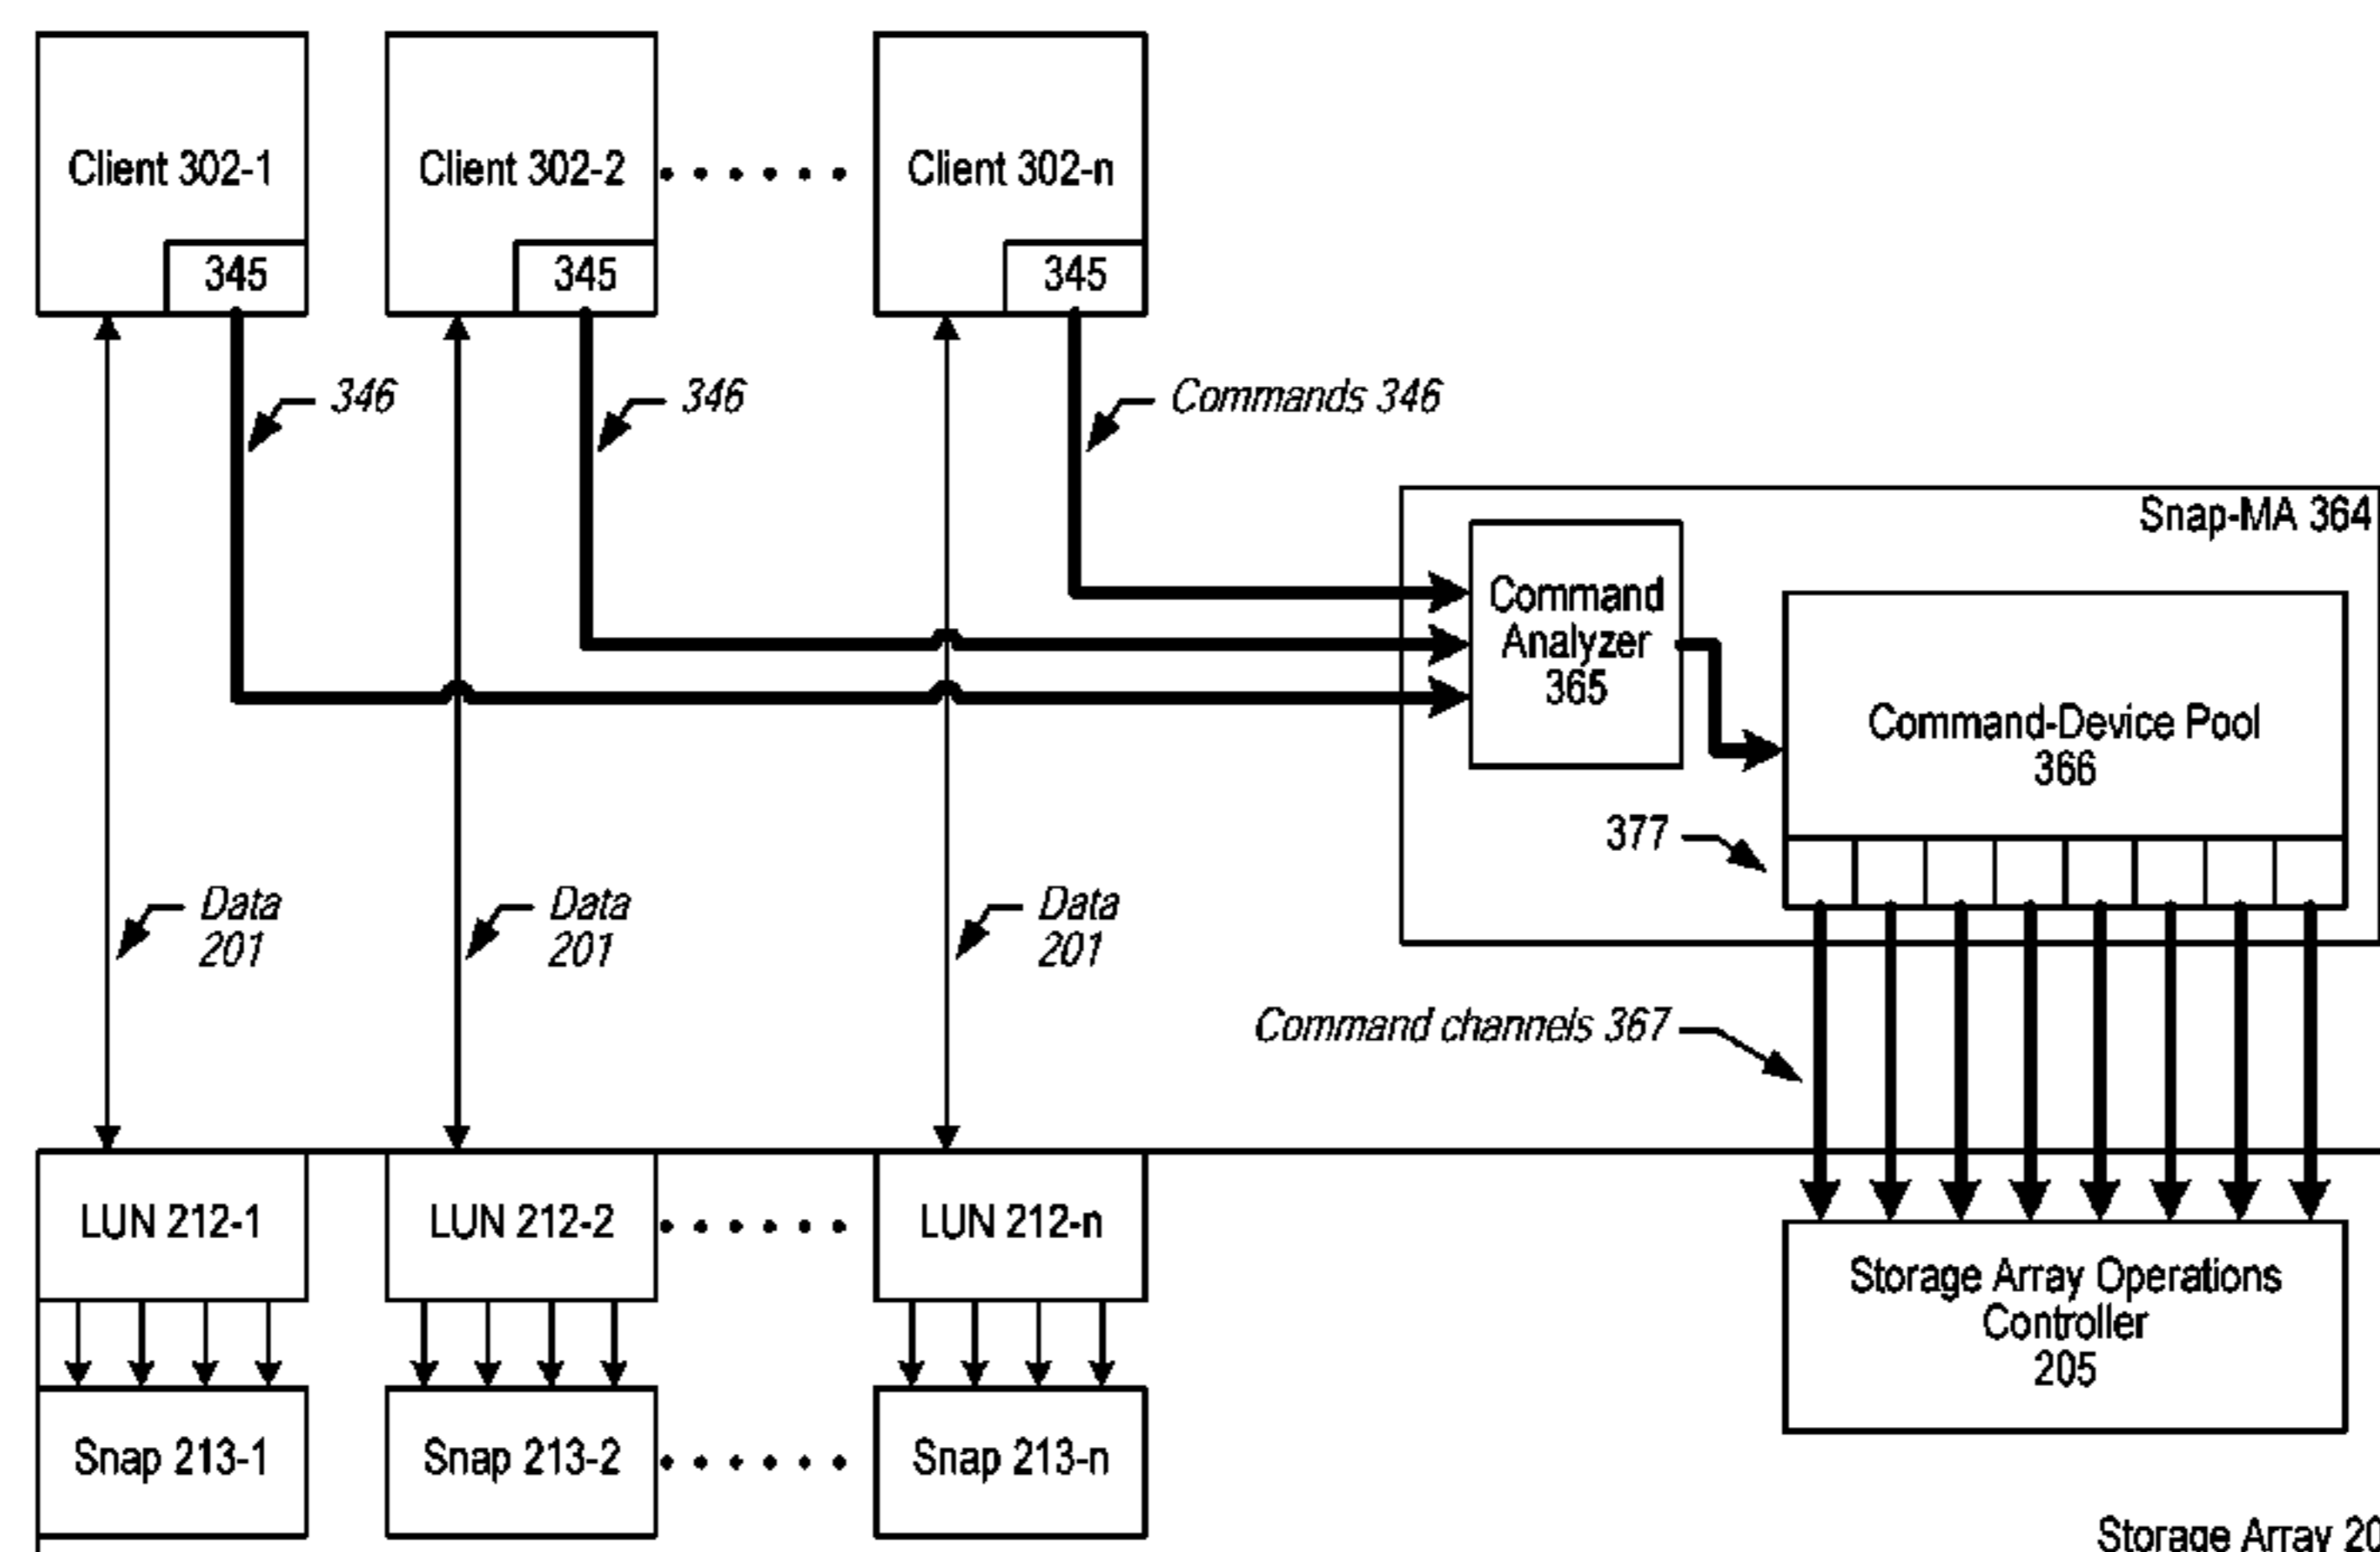 Client 302-1
Client 302-2
Client 302-n
345
345
345
346
346
Commands 346
Snap-MA 364
Command
Analyzer
365
Command-Device Pool
366
377
Data
201
Data
201
Data
201
Command channels 367
LUN 212-1
LUN 212-2
LUN 212-n
Storage Array Operations
Controller
205
Snap 213-1
Snap 213-2
Snap 213-n
Storage Array